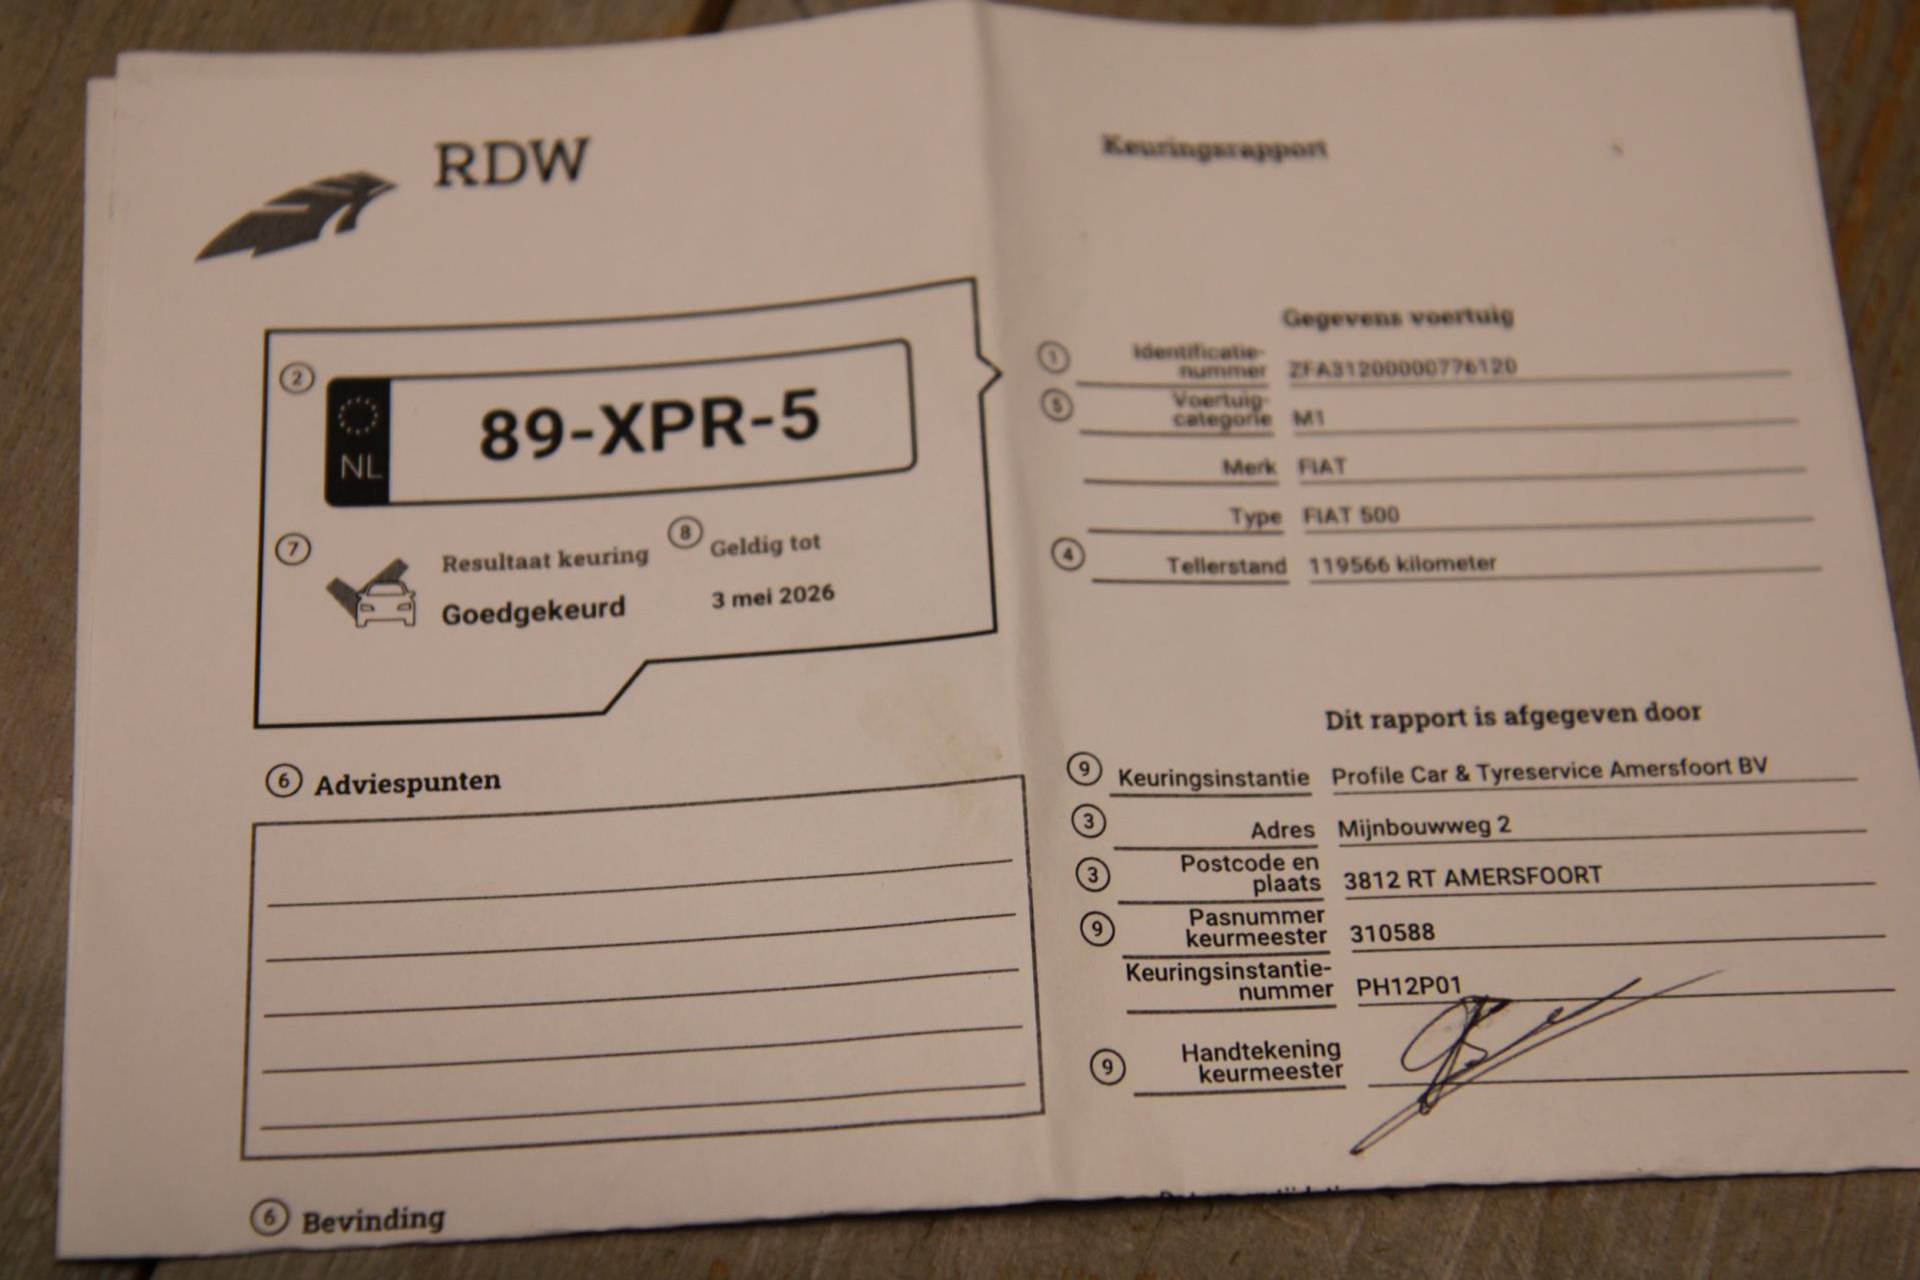 RDW
Keuringsrapport
2
NL
89-XPR-5
7
Resultaat keuring
Goedgekeurd
8
Geldig tot
3 mei 2026
6 Adviespunten
6 Bevinding
Gegevens voertuig
1 Identificatie-
nummer ZFA31200000776120
5 Voertuig-
categorie M1
Merk FIAT
Type FIAT 500
4 Tellerstand 119566 kilometer
Dit rapport is afgegeven door
9 Keuringsinstantie Profile Car & Tyreservice Amersfoort BV
3 Adres Mijnbouwweg 2
3 Postcode en
plaats 3812 RT AMERSFOORT
9 Pasnummer
keurmeester 310588
Keuringsinstantie-
nummer PH12P01
9 Handtekening
keurmeester